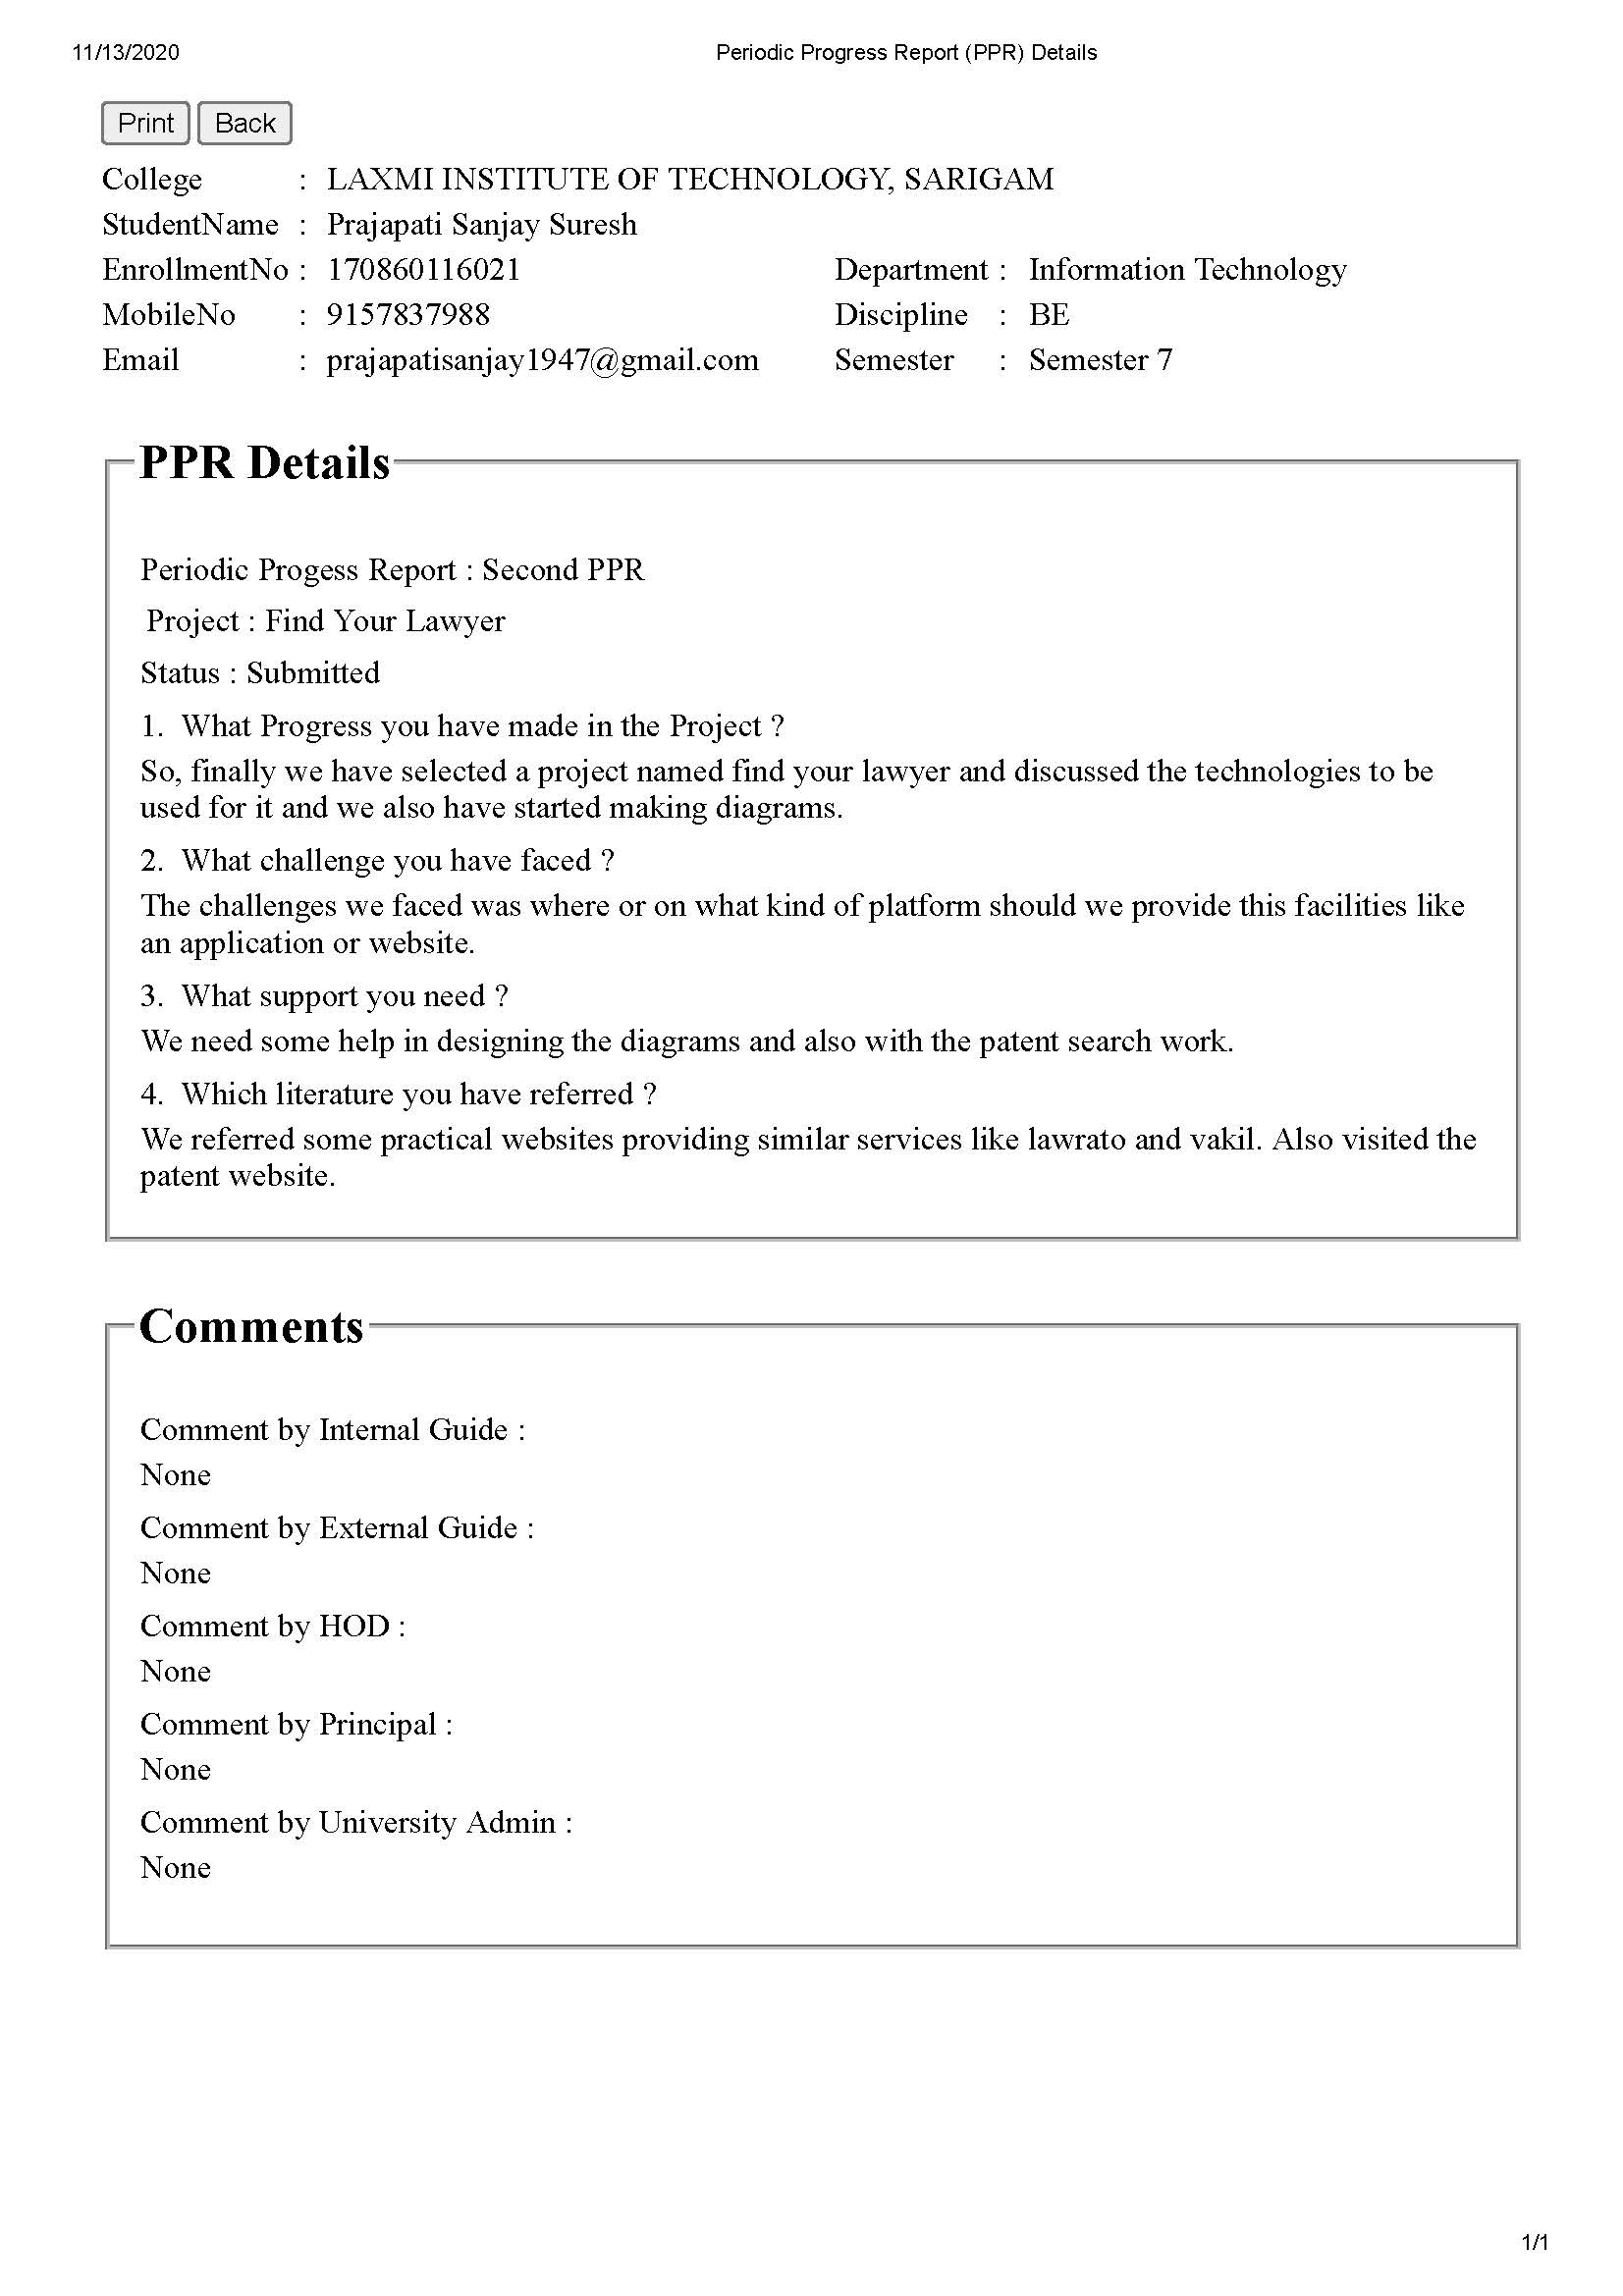 11/13/2020 Periodic Progress Report (PPR) Details
Print Back
College : LAXMI INSTITUTE OF TECHNOLOGY, SARIGAM
StudentName : Prajapati Sanjay Suresh
EnrollmentNo : 170860116021 Department : Information Technology
MobileNo : 9157837988 Discipline : BE
Email : prajapatisanjay1947@gmail.com Semester : Semester 7
PPR Details
Periodic Progess Report : Second PPR
Project : Find Your Lawyer
Status : Submitted
1. What Progress you have made in the Project ?
So, finally we have selected a project named find your lawyer and discussed the technologies to be
used for it and we also have started making diagrams.
2. What challenge you have faced ?
The challenges we faced was where or on what kind of platform should we provide this facilities like
an application or website.
3. What support you need ?
We need some help in designing the diagrams and also with the patent search work.
4. Which literature you have referred ?
We referred some practical websites providing similar services like lawrato and vakil. Also visited the
patent website.
Comments
Comment by Internal Guide :
None
Comment by External Guide :
None
Comment by HOD :
None
Comment by Principal :
None
Comment by University Admin :
None
1/1